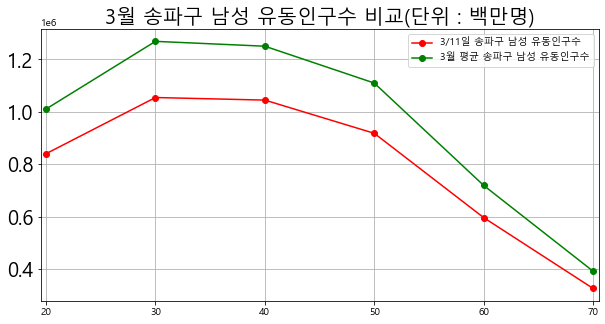 3월 송파구 남성 유동인구수 비교(단위 : 백만명)
1e6
3/11일 송파구 남성 유동인구수
3월 평균 송파구 남성 유동인구수
1.2
1.0
0.8
0.6
0.4
20 30 40 50 60 70